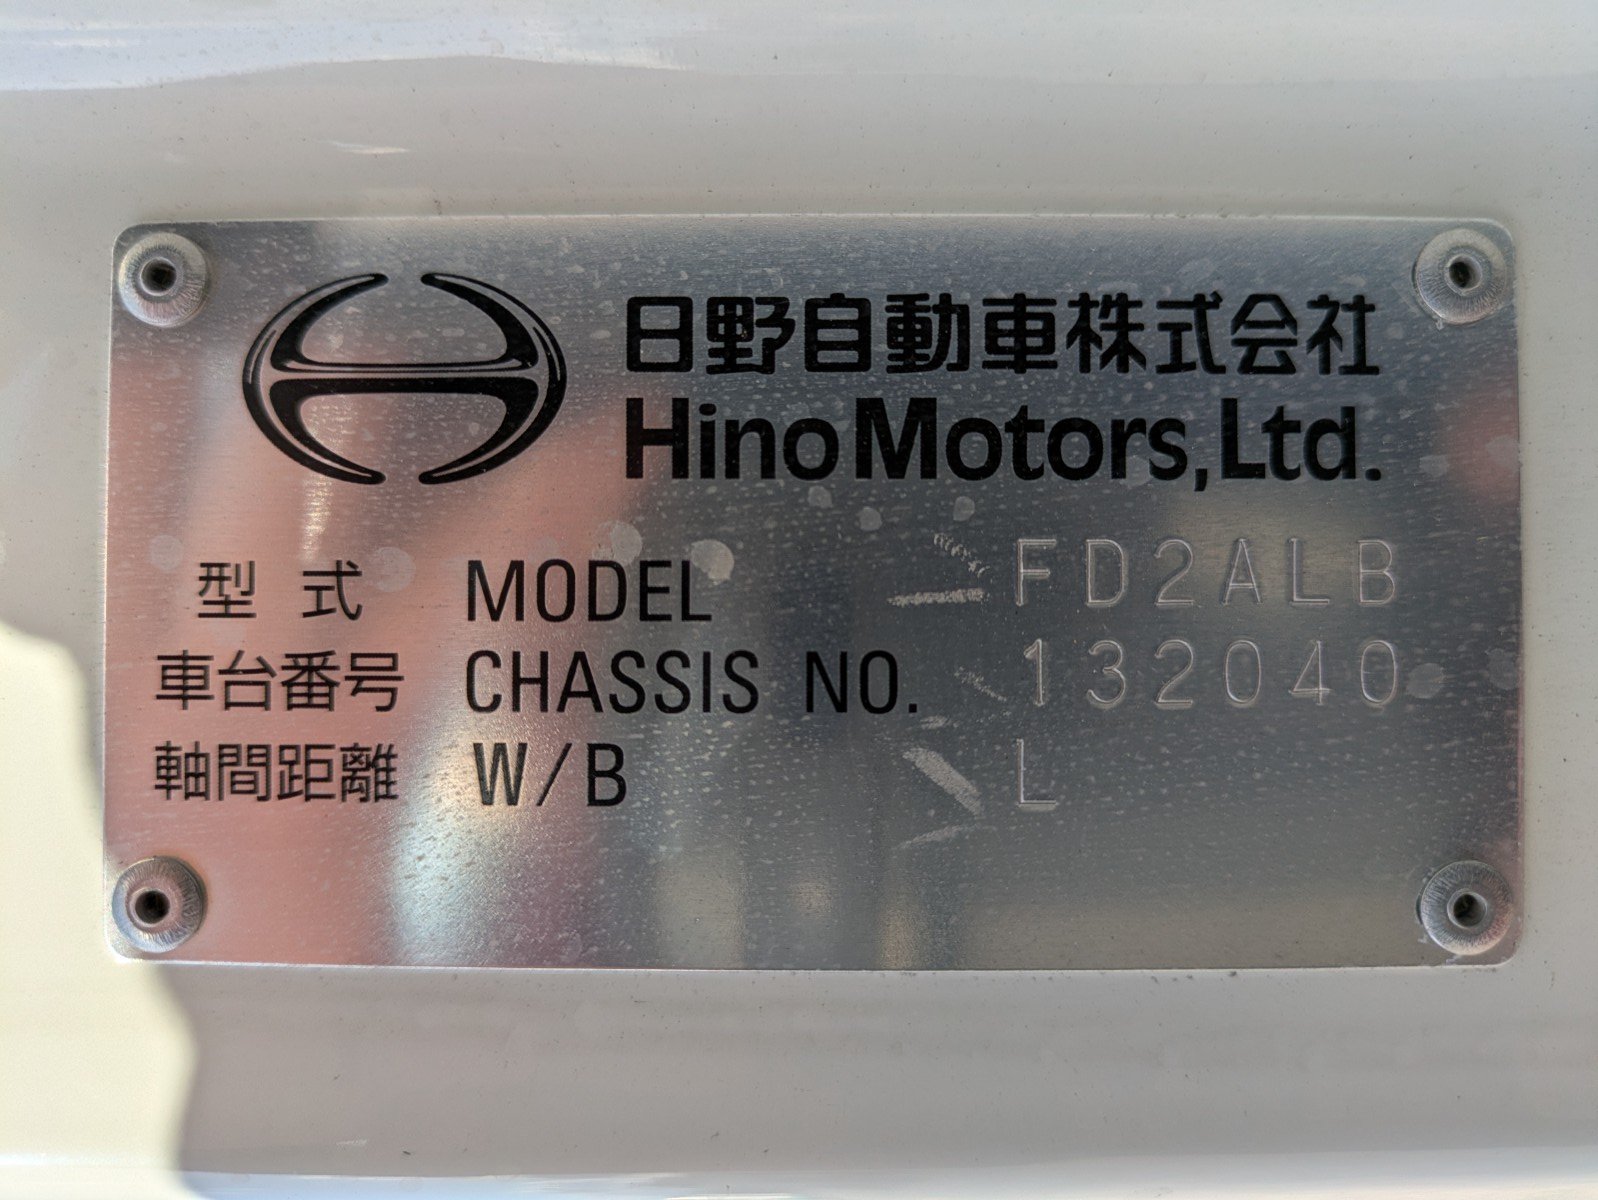 日野自動車株式会社
Hino Motors, Ltd.
型式 MODEL FD2ALB
車台番号 CHASSIS NO. 132040
軸間距離 W/B L